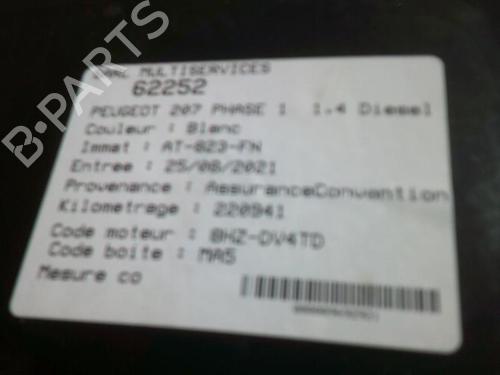 B-PARTS
MULTISERVICES
62252
PEUGEOT 207 PHASE 1 1.4 Diesel
Couleur : Blanc
Immat : AT-823-FN
Entree : 25/08/2021
Provenance : AssuranceConvention
Kilometrage : 220941
Code moteur : 8HZ-DV4TD
Code boite : MA5
Mesure co